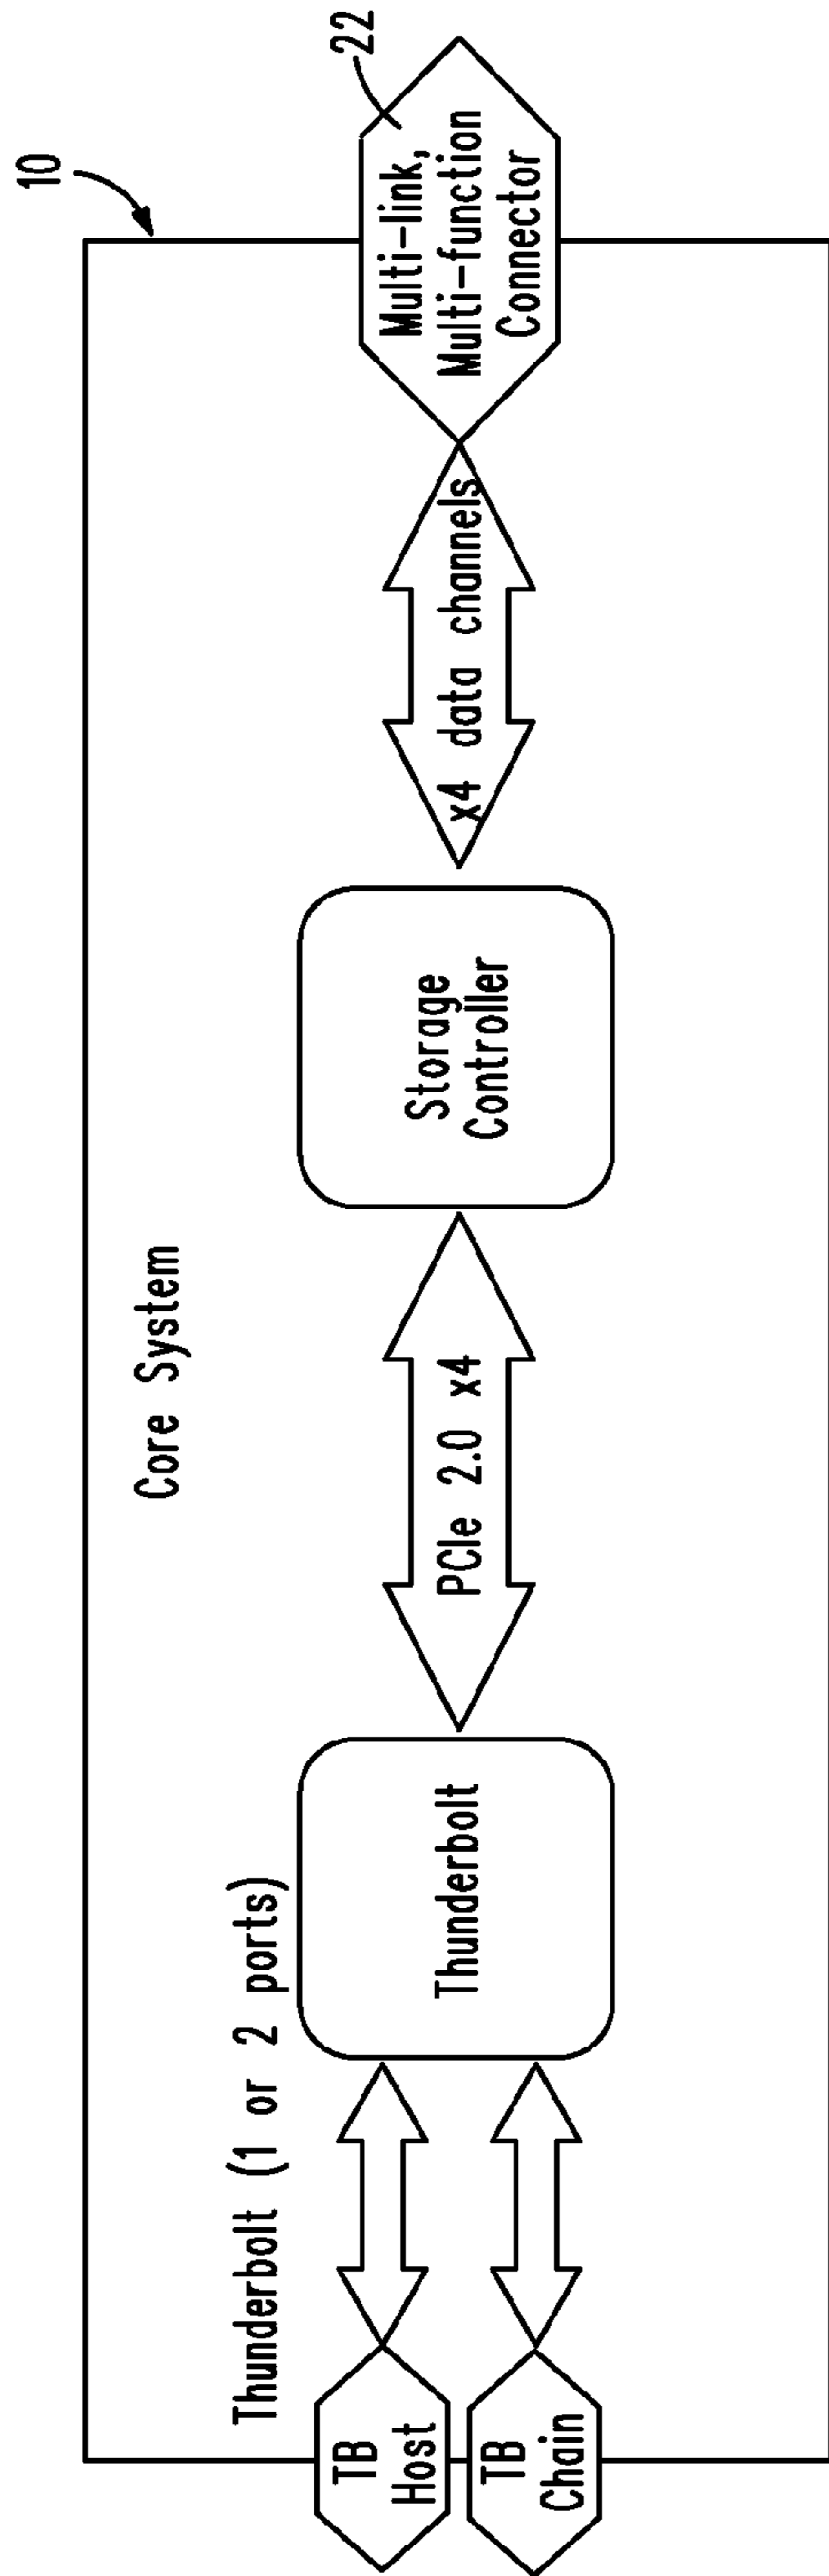 10
Core System
Thunderbolt (1 or 2 ports)
TB
Host
TB
Chain
Thunderbolt
PCIe 2.0 x4
Storage
Controller
x4 data channels
Multi-link,
Multi-function
Connector
22